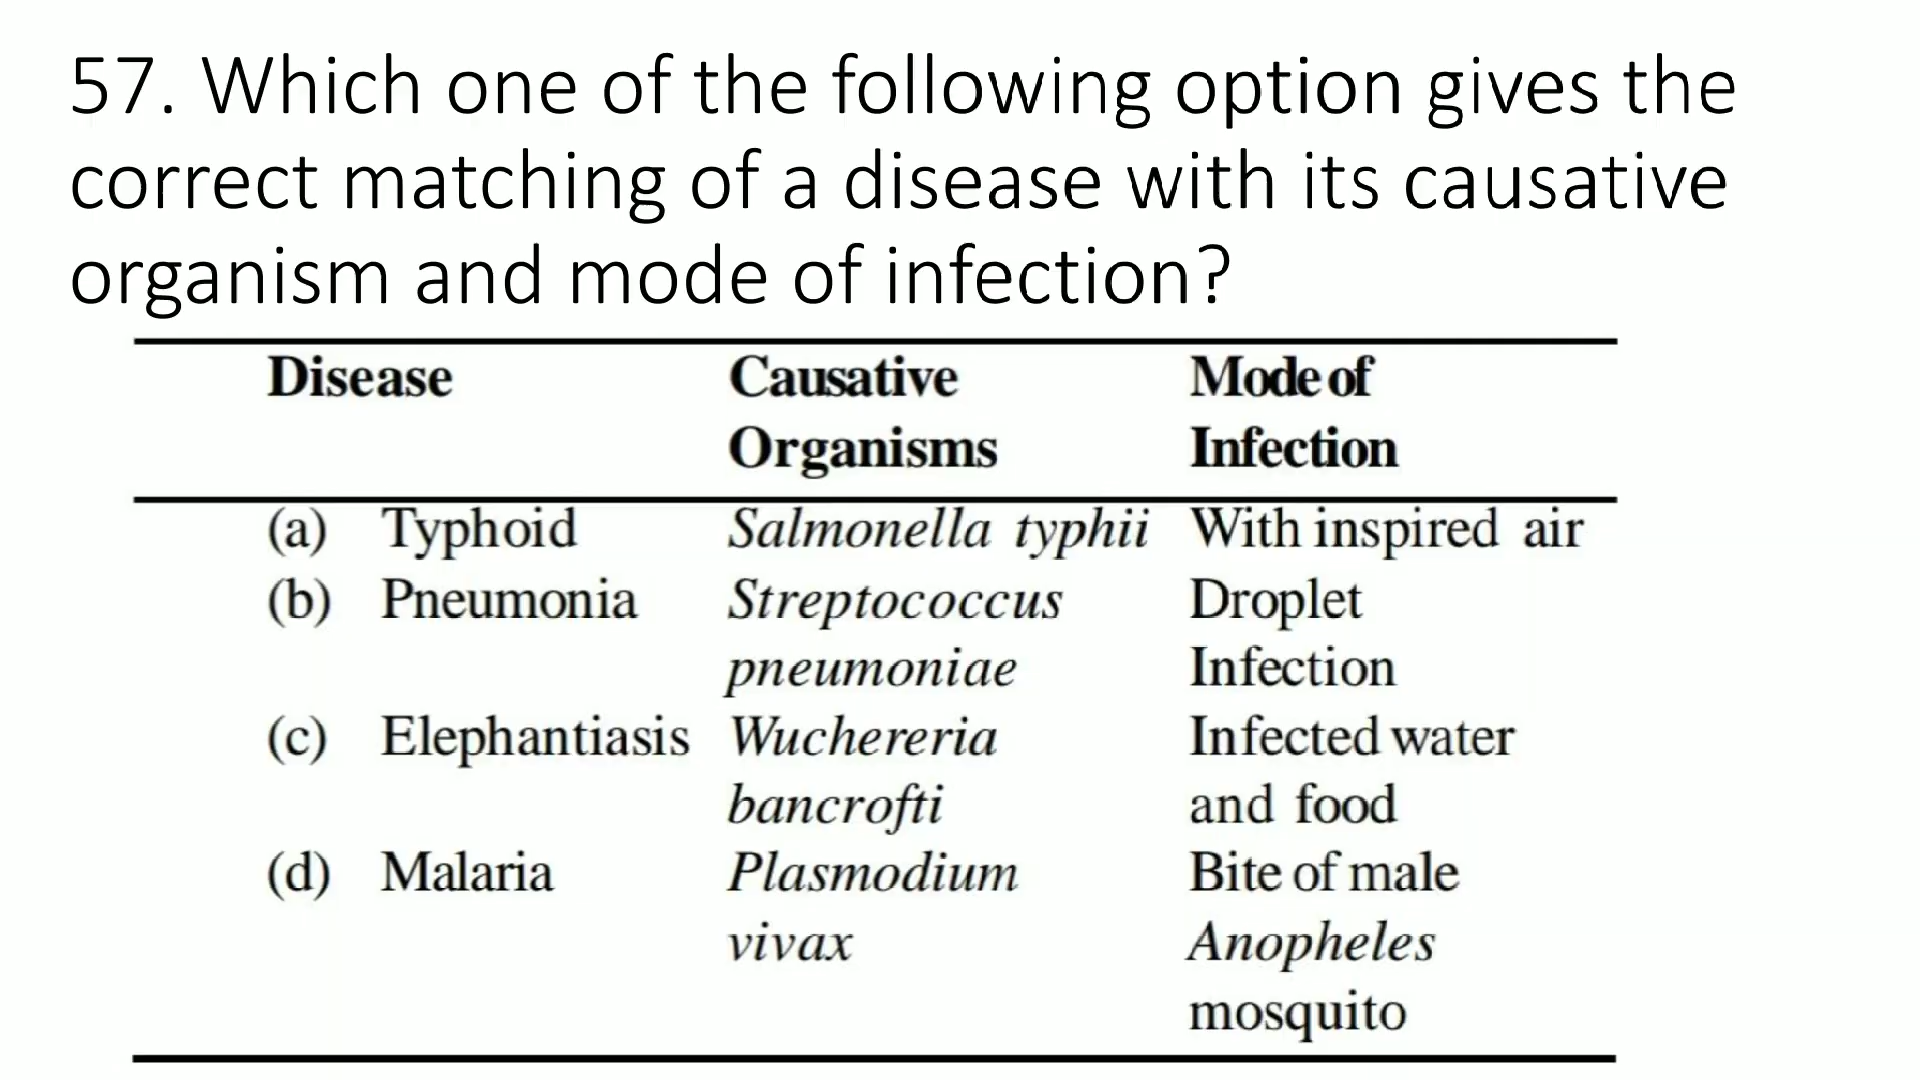 57. Which one of the following option gives the
correct matching of a disease with its causative
organism and mode of infection?
Disease Causative Mode of
Organisms Infection
(a) Typhoid Salmonella typhii With inspired air
(b) Pneumonia Streptococcus Droplet
pneumoniae Infection
(c) Elephantiasis Wuchereria Infected water
bancrofti and food
(d) Malaria Plasmodium Bite of male
vivax Anopheles
mosquito